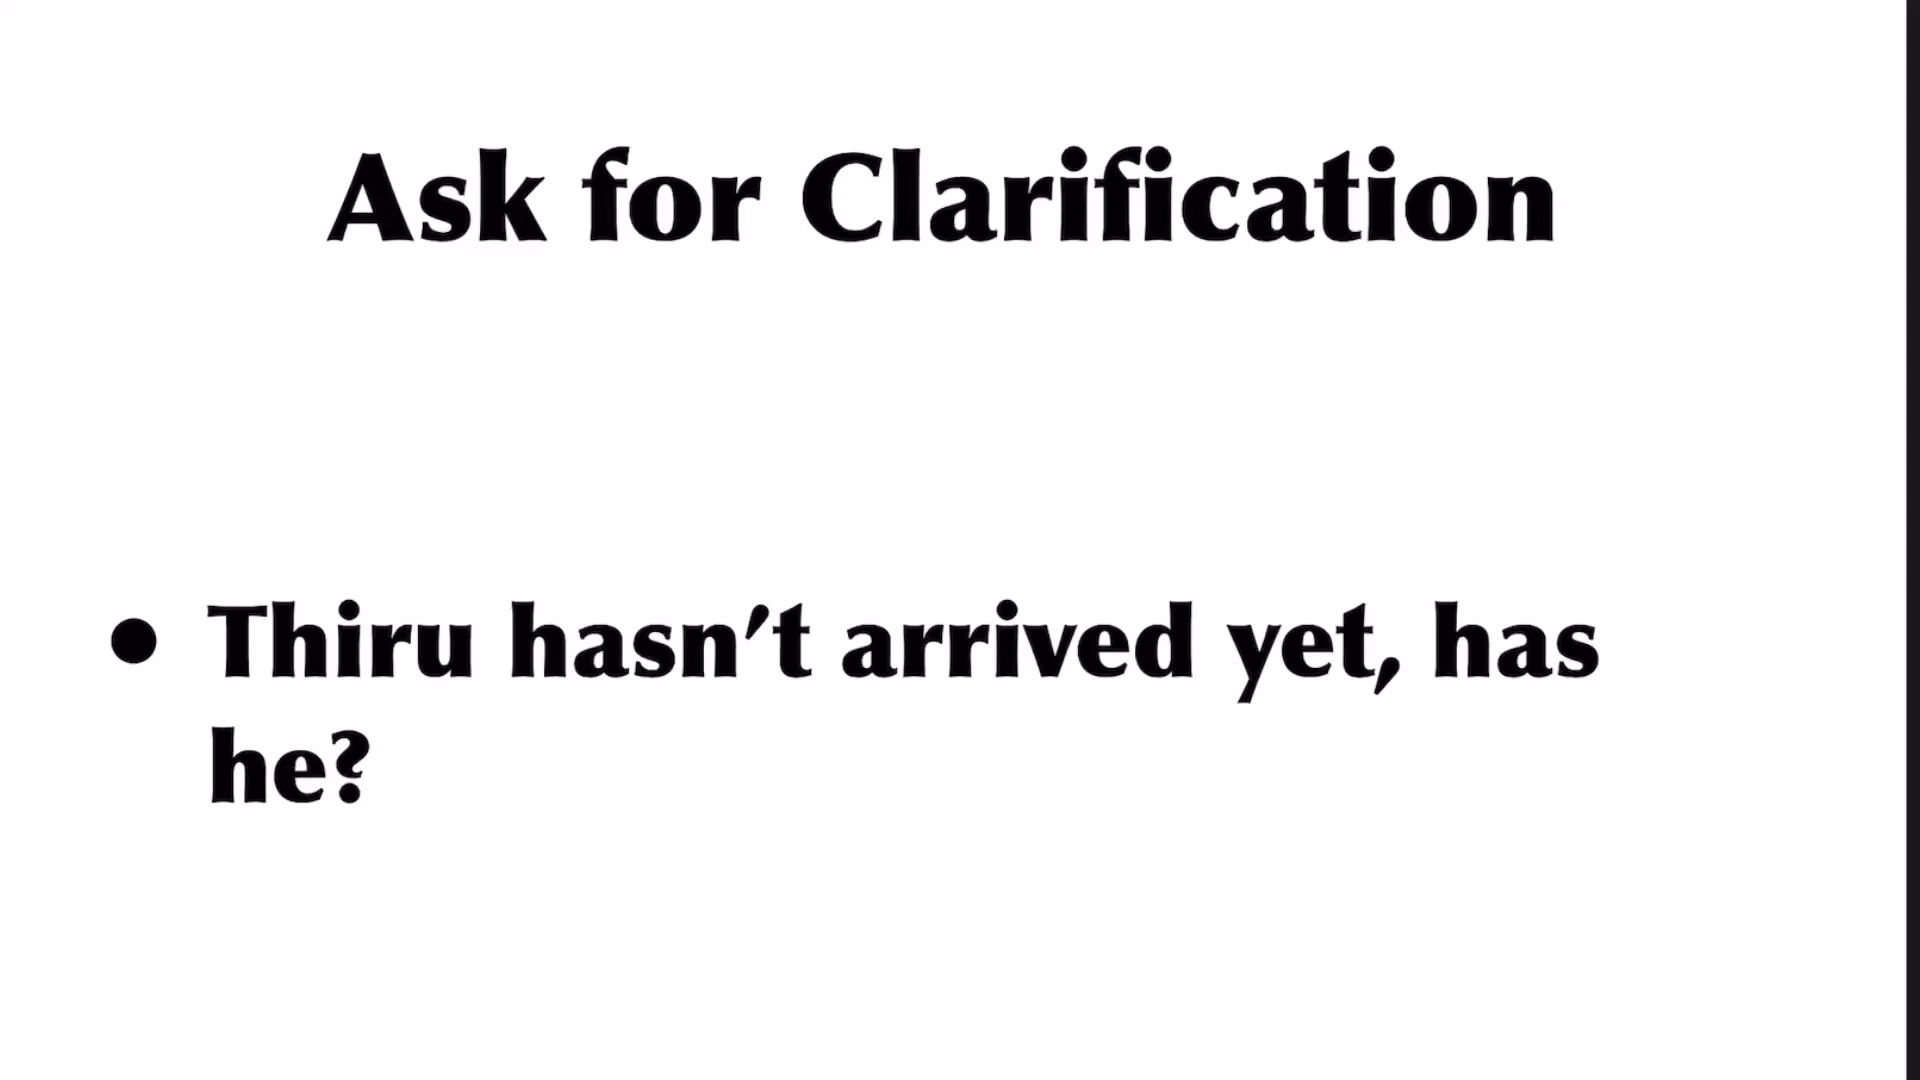 Ask for Clarification
• Thiru hasn’t arrived yet, has
he?